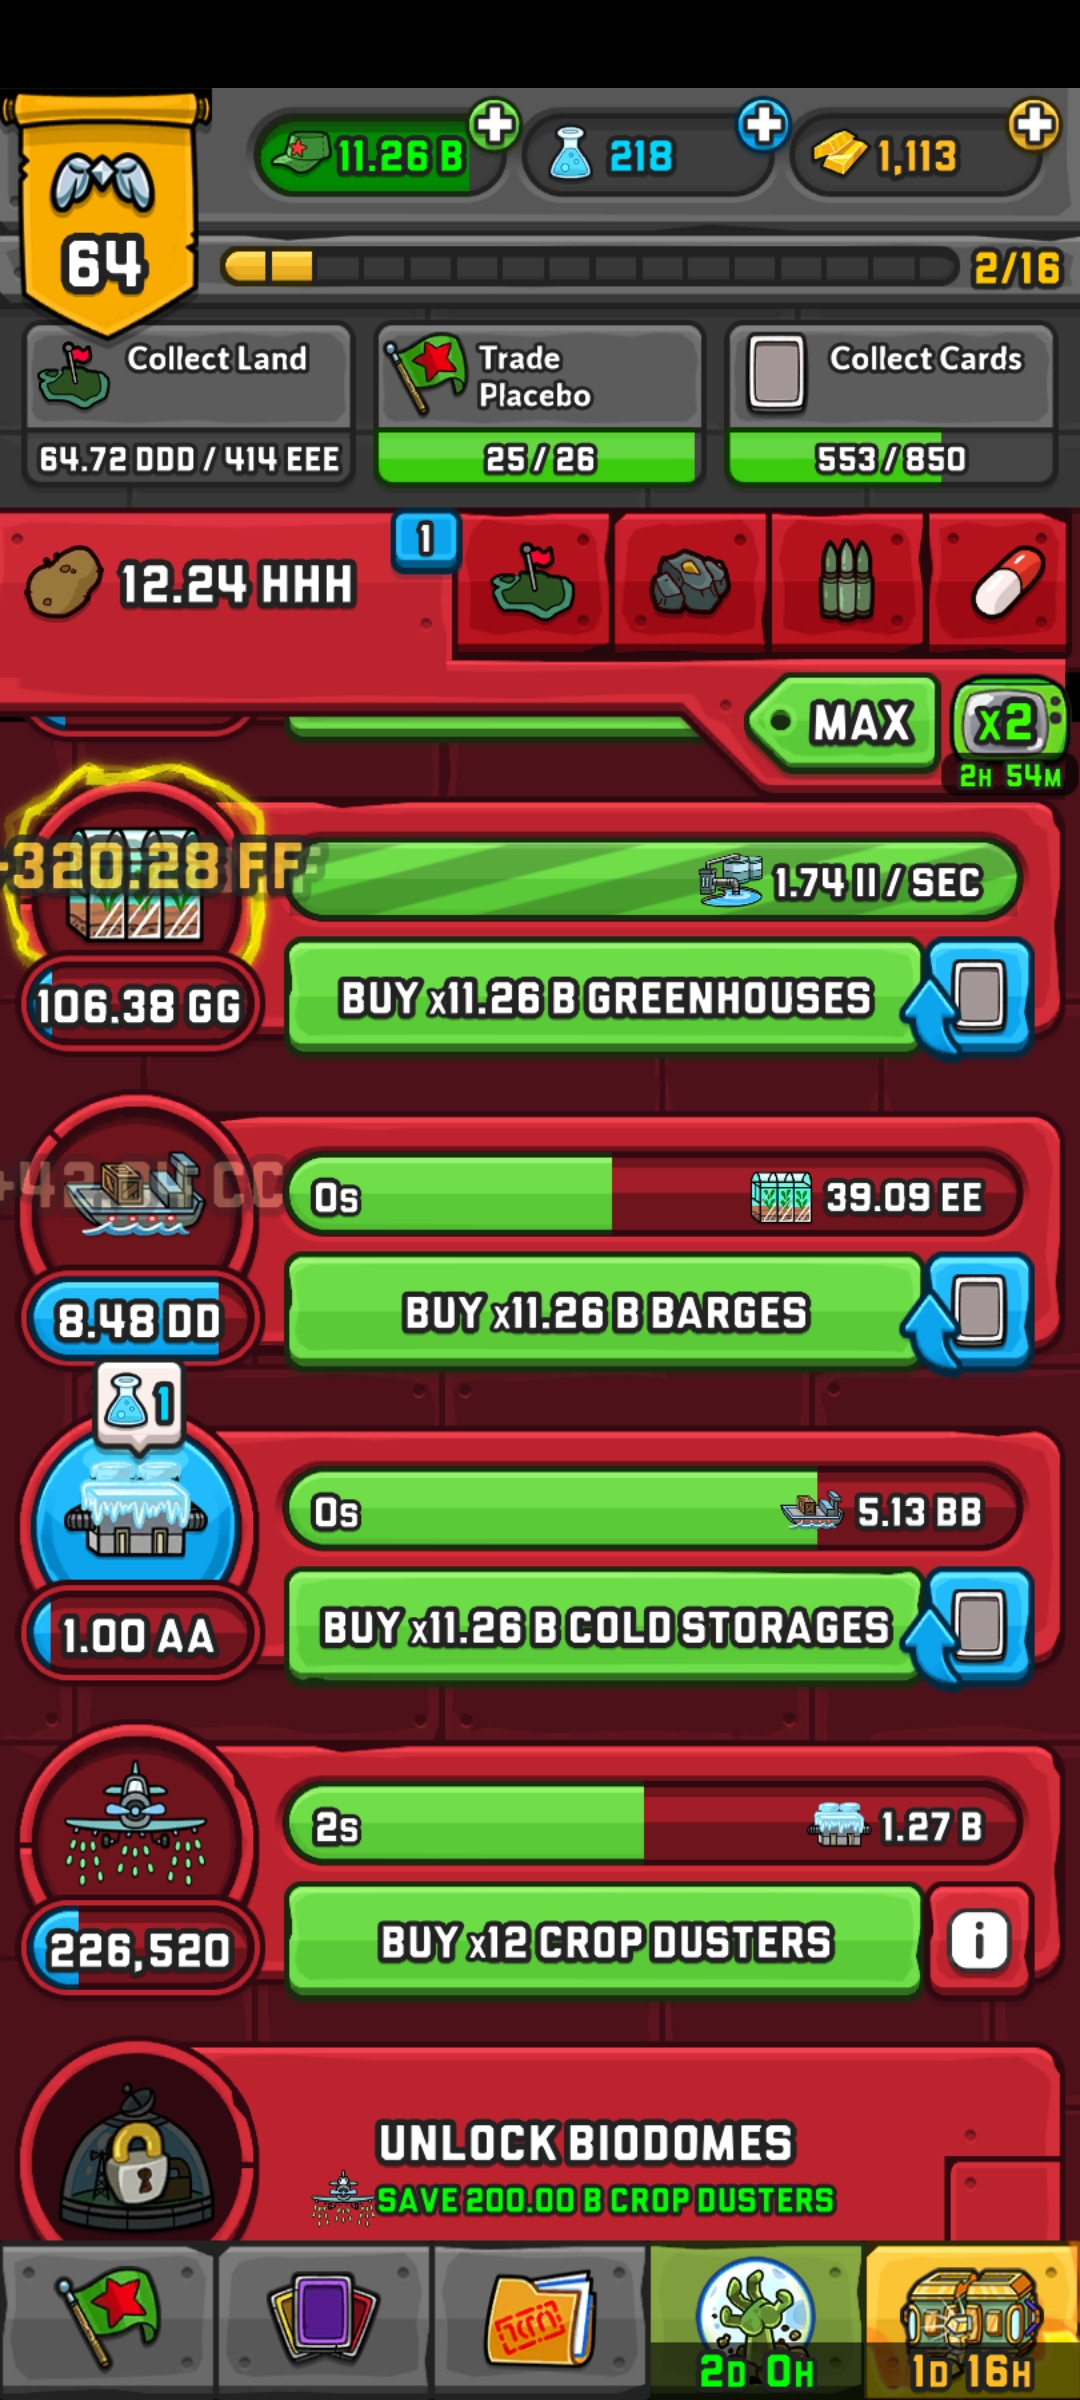 11.26 B
218
1,113
64
2/16
Collect Land
64.72 DDD / 414 EEE
Trade
Placebo
25 / 26
Collect Cards
553 / 850
12.24 HHH
1
MAX
x2
2H 54M
-320.28 FF
1.74 II / SEC
106.38 GG
BUY x11.26 B GREENHOUSES
0s
39.09 EE
8.48 DD
BUY x11.26 B BARGES
1
0s
5.13 BB
1.00 AA
BUY x11.26 B COLD STORAGES
2s
1.27 B
226,520
BUY x12 CROP DUSTERS
i
UNLOCK BIODOMES
SAVE 200.00 B CROP DUSTERS
2D 0H
1D 16H